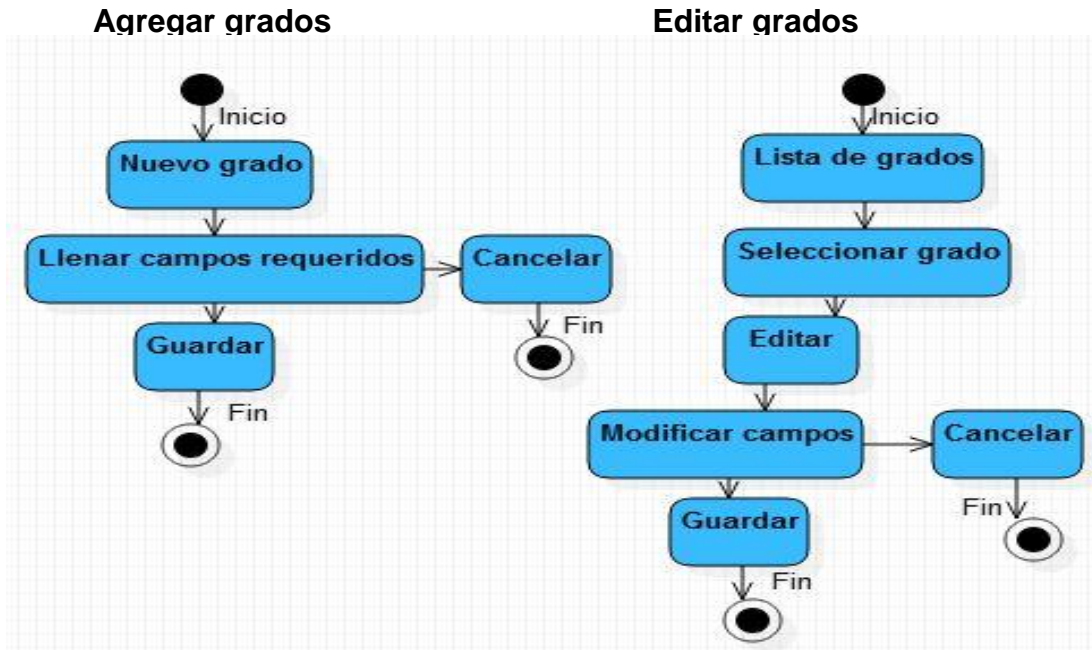 Agregar grados
Inicio
Nuevo grado
Llenar campos requeridos
Cancelar
Fin
Guardar
Fin
Editar grados
Inicio
Lista de grados
Seleccionar grado
Editar
Modificar campos
Cancelar
Fin
Guardar
Fin